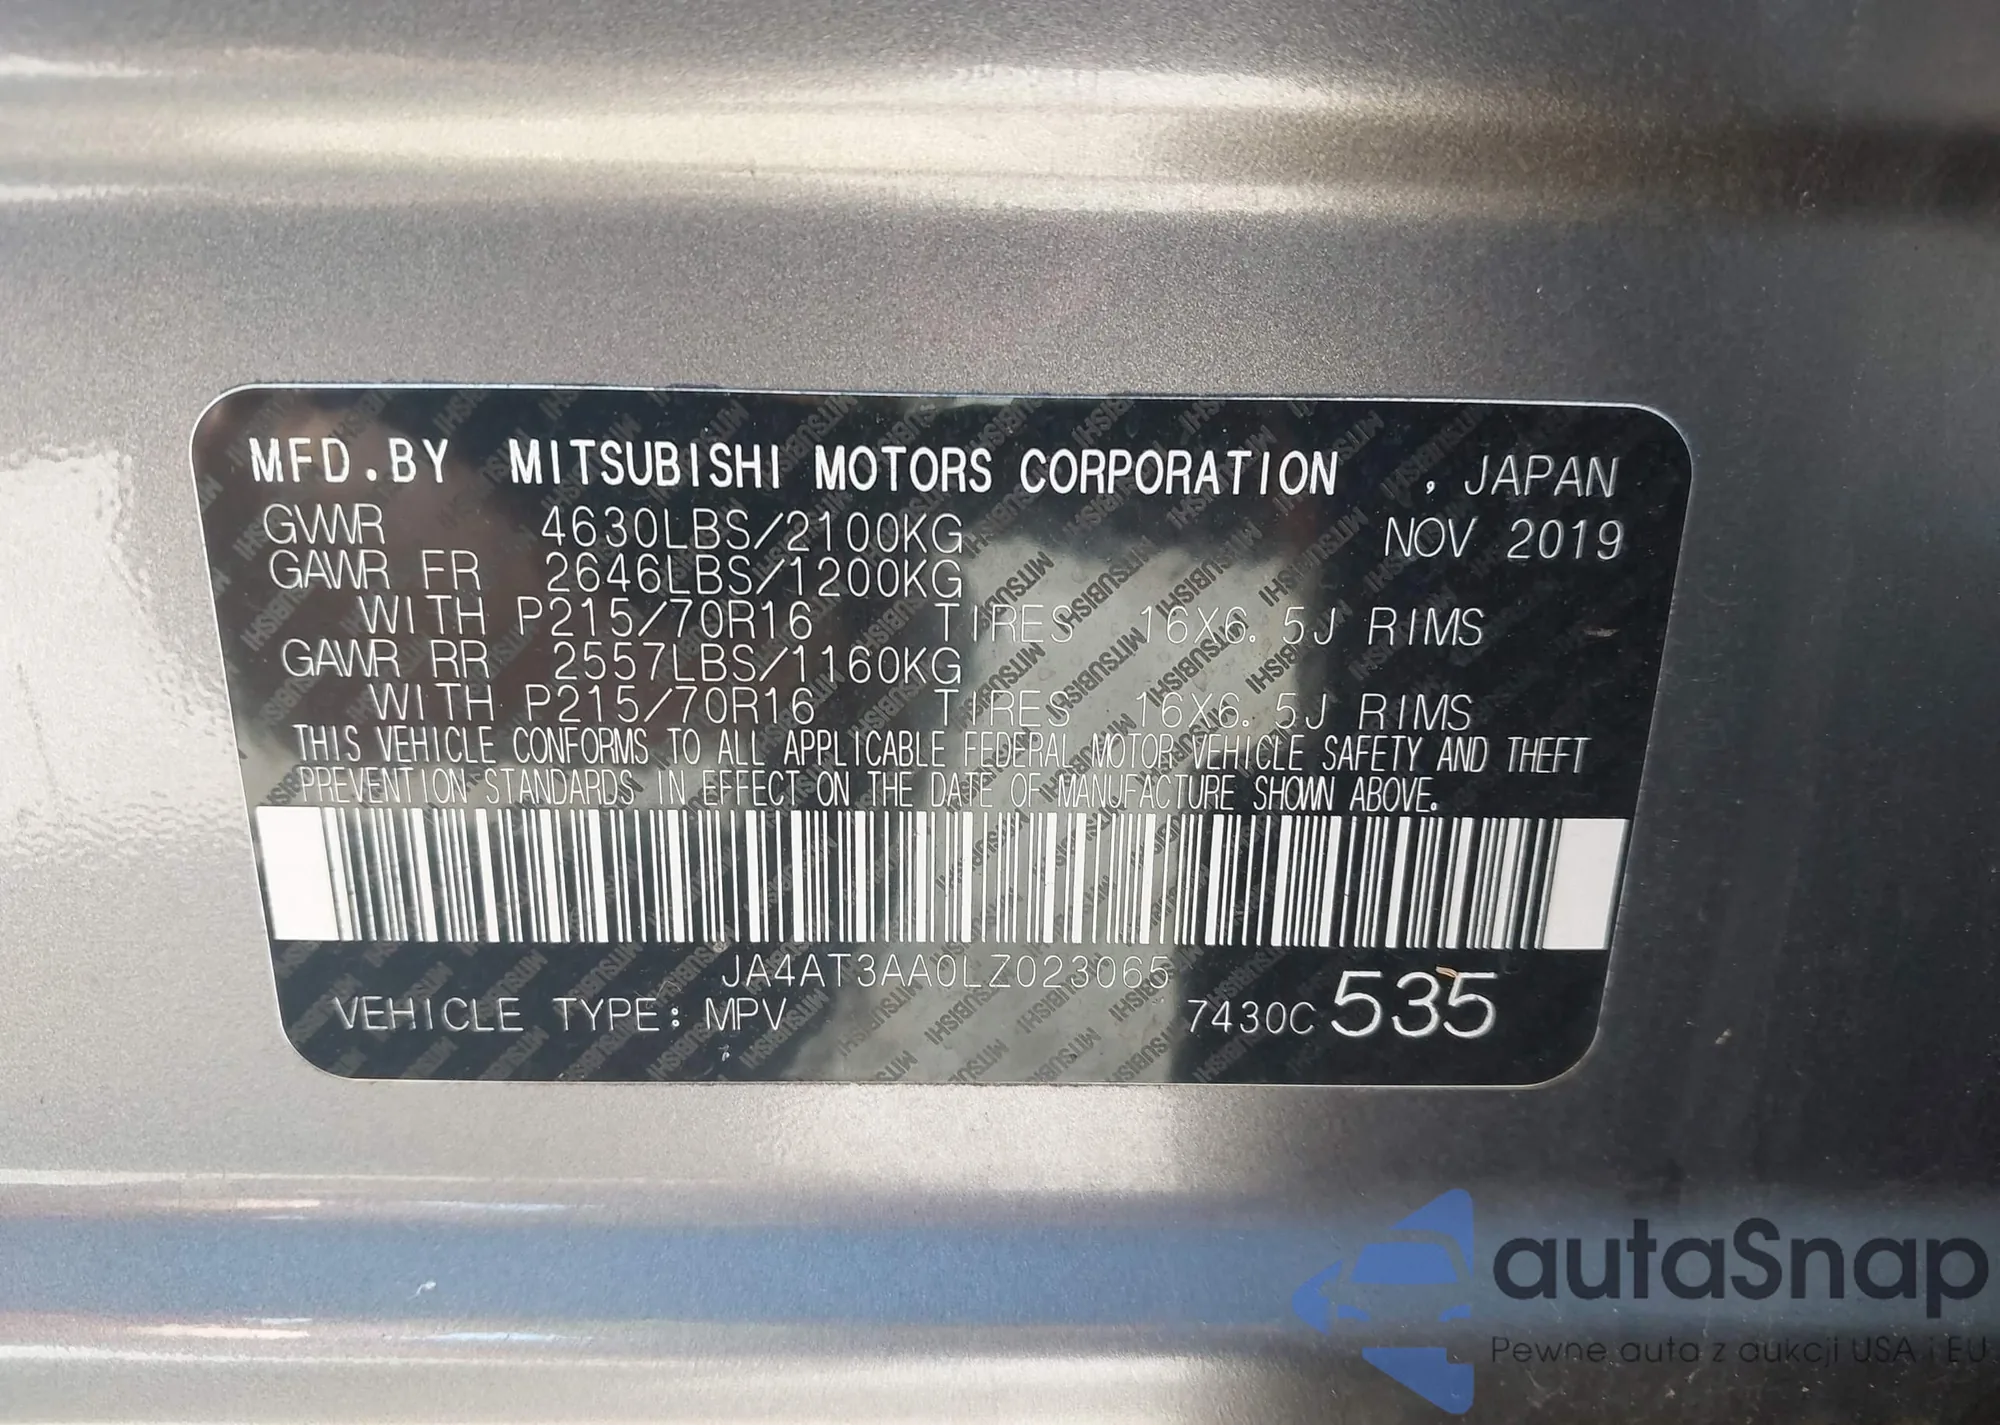 MFD.BY MITSUBISHI MOTORS CORPORATION , JAPAN
GVWR 4630LBS/2100KG NOV 2019
GAWR FR 2646LBS/1200KG
WITH P215/70R16 TIRES 16X6.5J RIMS
GAWR RR 2557LBS/1160KG
WITH P215/70R16 TIRES 16X6.5J RIMS
THIS VEHICLE CONFORMS TO ALL APPLICABLE FEDERAL MOTOR VEHICLE SAFETY AND THEFT
PREVENTION STANDARDS IN EFFECT ON THE DATE OF MANUFACTURE SHOWN ABOVE.
JA4AT3AA0LZ023065
VEHICLE TYPE: MPV 7430C 535
autaSnap
Pewne auta z aukcji USA i EU